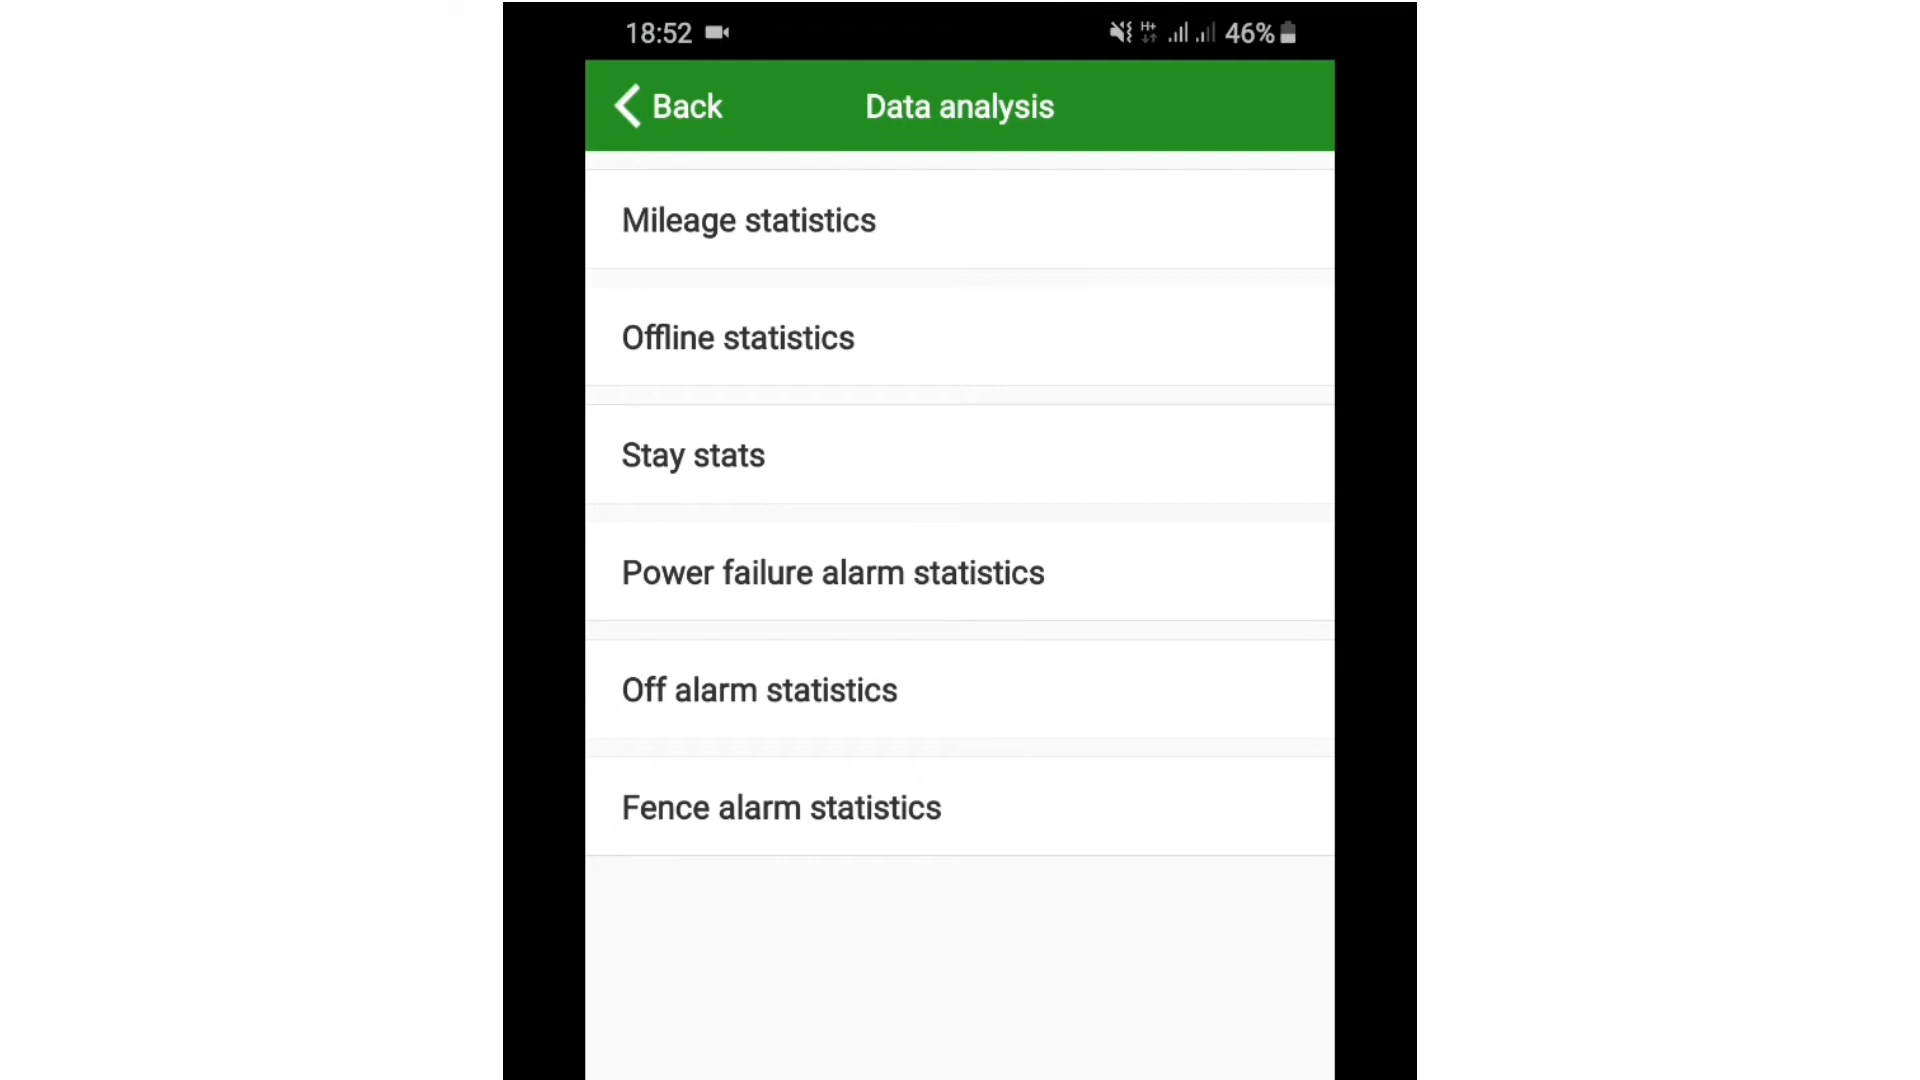 18:52 H+ 46%
Back Data analysis
Mileage statistics
Offline statistics
Stay stats
Power failure alarm statistics
Off alarm statistics
Fence alarm statistics